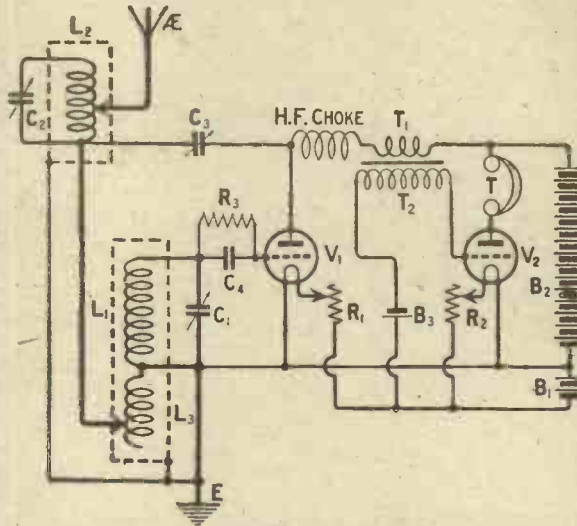 L₂
Æ
C₂
C₃
H.F. CHOKE
T₁
T₂
T
R₃
C₄
V₁
V₂
L₁
C₁
R₁
B₃
R₂
B₂
B₁
L₃
E